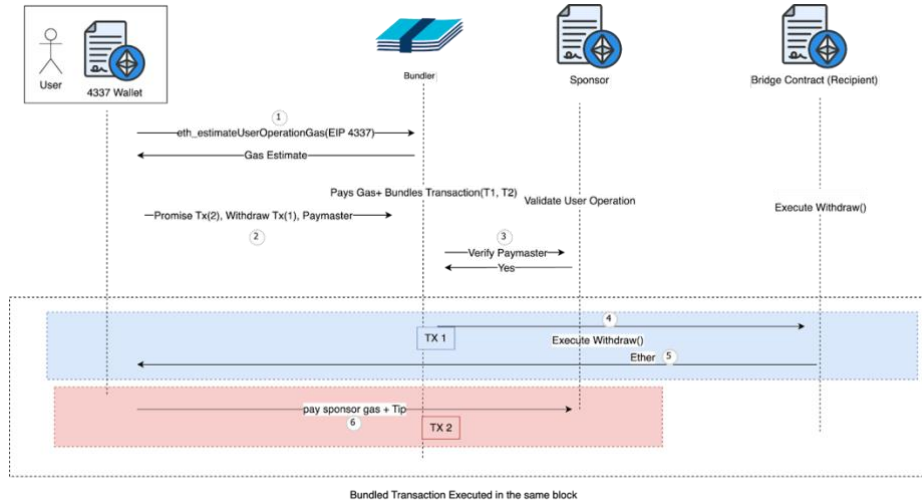 User
4337 Wallet
Bundler
Sponsor
Bridge Contract (Recipient)
1
eth_estimateUserOperationGas(EIP 4337)
Gas Estimate
Pays Gas+ Bundles Transaction(T1, T2)
Validate User Operation
Execute Withdraw()
Promise Tx(2), Withdraw Tx(1), Paymaster
2
3
Verify Paymaster
Yes
4
TX 1
Execute Withdraw()
Ether
5
pay sponsor gas + Tip
6
TX 2
Bundled Transaction Executed in the same block